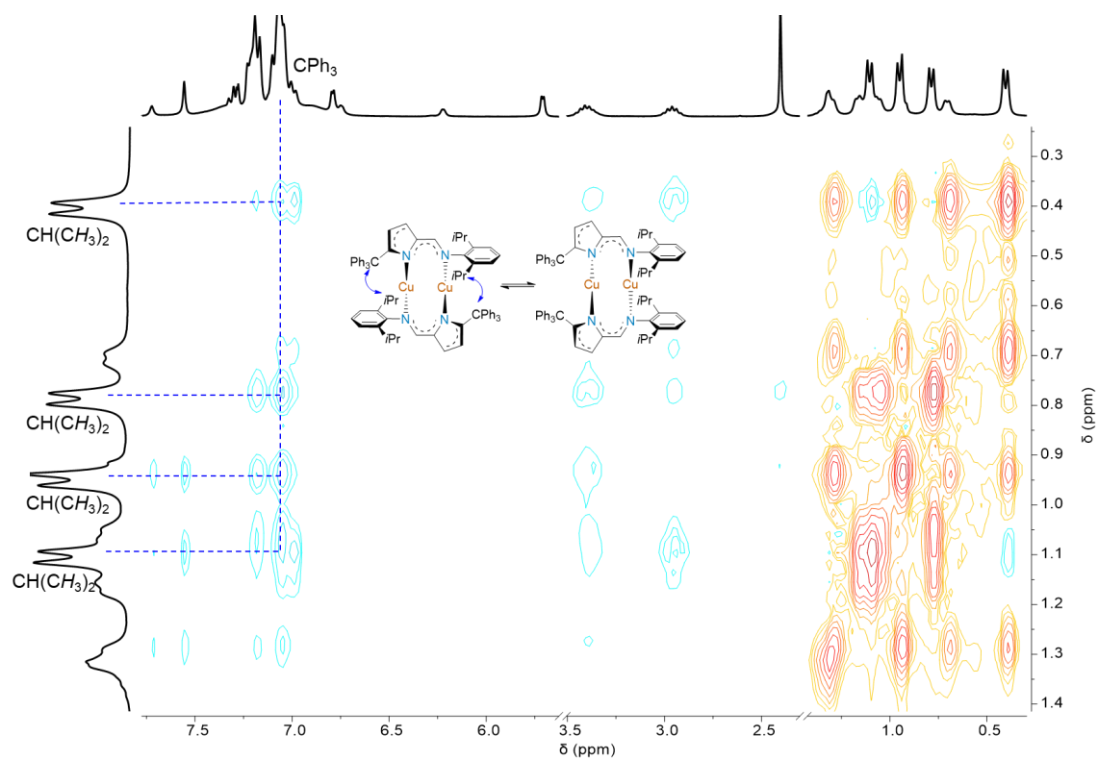 CPh3
CH(CH3)2
CH(CH3)2
CH(CH3)2
CH(CH3)2
iPr
N
N
Ph3C
iPr
Cu
Cu
iPr
N
N
CPh3
iPr
iPr
N
N
Ph3C
iPr
Cu
Cu
iPr
Ph3C
N
N
iPr
0.3
0.4
0.5
0.6
0.7
0.8
0.9
1.0
1.1
1.2
1.3
1.4
δ (ppm)
7.5 7.0 6.5 6.0 3.5 3.0 2.5 1.0 0.5
δ (ppm)